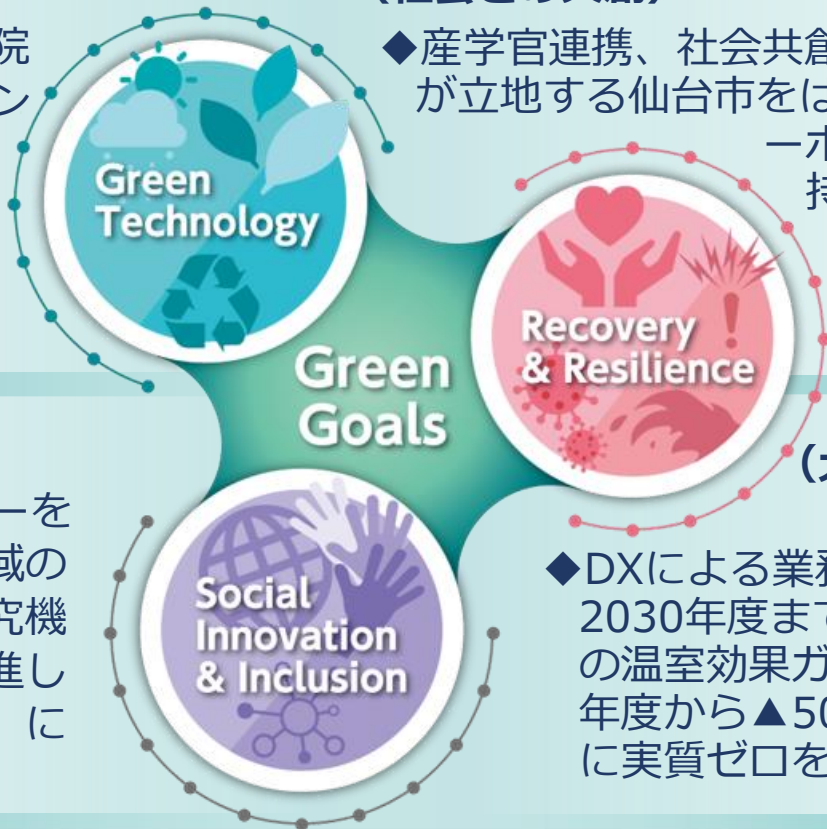 院
ン
◆産学官連携、社会共創
が立地する仙台市をは
ーホ
持
Green
Technology
Recovery
& Resilience
Green
Goals
Social
Innovation
& Inclusion
ーを
域の
究機
進し
に
◆DXによる業務
2030年度まで
の温室効果ガ
年度から▲50
に実質ゼロを